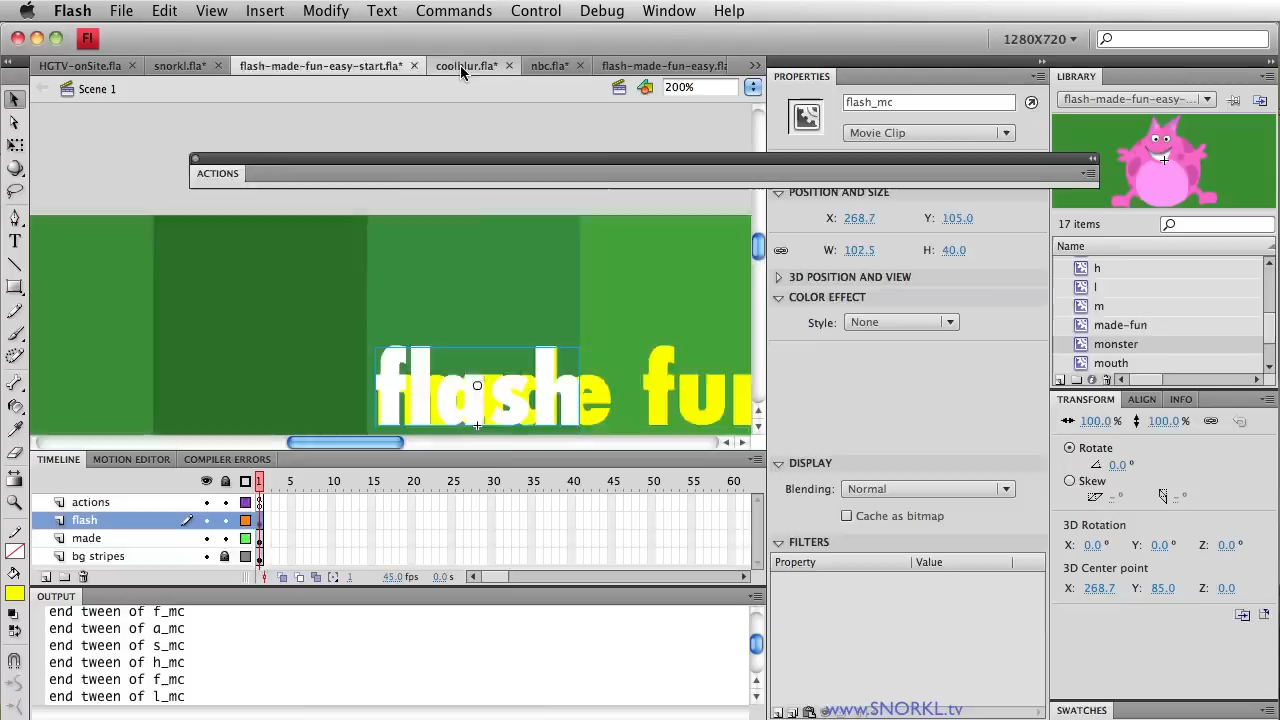 Flash File Edit View Insert Modify Text Commands Control Debug Window Help
Fl 1280X720
HGTV-onSite.fla snorkl.fla* flash-made-fun-easy-start.fla* coolblur.fla* nbc.fla* flash-made-fun-easy.fla
Scene 1 200%
ACTIONS
flash
e fu
PROPERTIES
flash_mc
Movie Clip
POSITION AND SIZE
X: 268.7 Y: 105.0
W: 102.5 H: 40.0
3D POSITION AND VIEW
COLOR EFFECT
Style: None
DISPLAY
Blending: Normal
Cache as bitmap
FILTERS
Property Value
LIBRARY
flash-made-fun-easy-...
17 items
Name
h
l
m
made-fun
monster
mouth
TRANSFORM ALIGN INFO
100.0 % 100.0 %
Rotate
0.0 °
Skew
3D Rotation
X: 0.0 ° Y: 0.0 ° Z: 0.0 °
3D Center point
X: 268.7 Y: 85.0 Z: 0.0
SWATCHES
TIMELINE MOTION EDITOR COMPILER ERRORS
1 5 10 15 20 25 30 35 40 45 50 55 60
actions
flash
made
bg stripes
1 45.0 fps 0.0 s
OUTPUT
end tween of f_mc
end tween of a_mc
end tween of s_mc
end tween of h_mc
end tween of f_mc
end tween of l_mc
www.SNORKL.tv